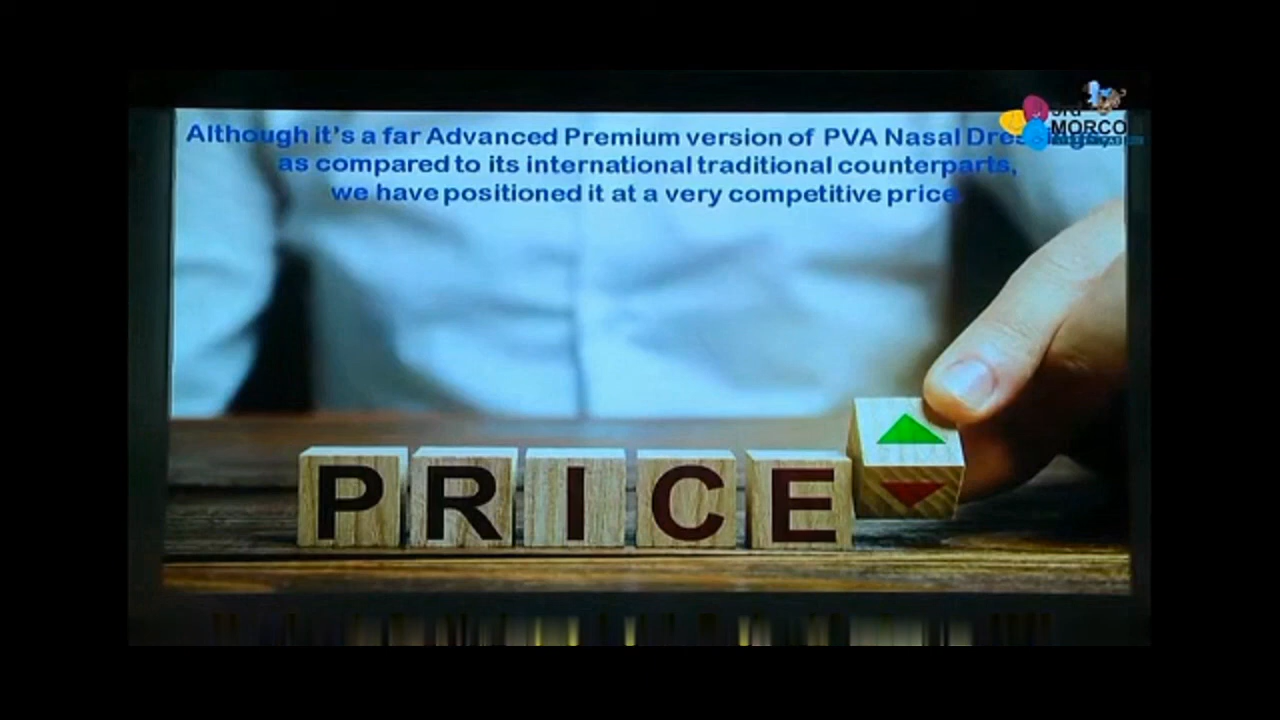 Although it's a far Advanced Premium version of PVA Nasal
as compared to its international traditional counterparts,
we have positioned it at a very competitive price.
MORCO
PRICE